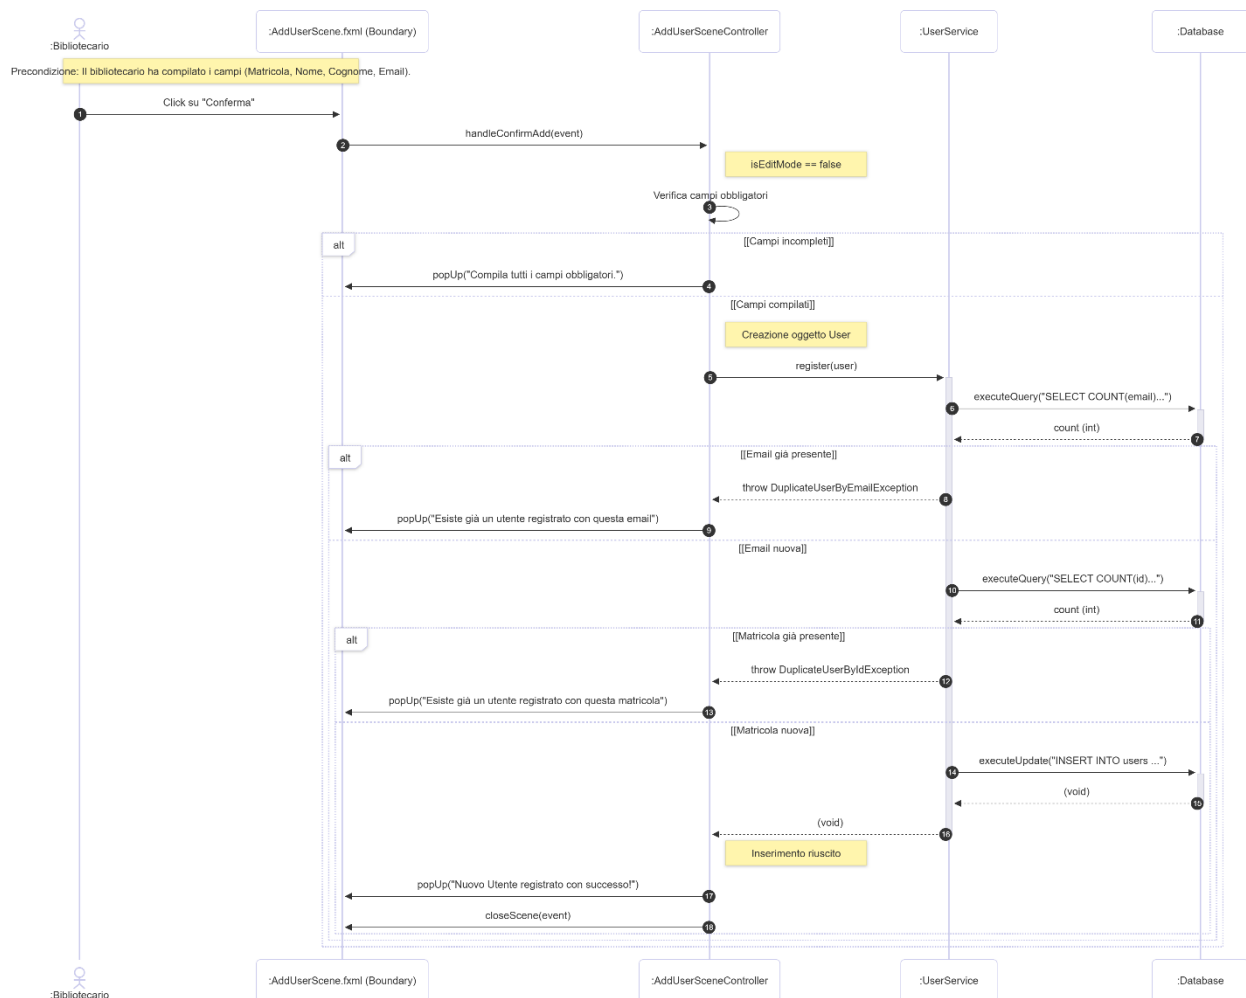 :Bibliotecario
:AddUserScene.fxml (Boundary)
:AddUserSceneController
:UserService
:Database
Precondizione: Il bibliotecario ha compilato i campi (Matricola, Nome, Cognome, Email).
Click su "Conferma"
1
handleConfirmAdd(event)
2
isEditMode == false
Verifica campi obbligatori
3
alt
[[Campi incompleti]]
popUp("Compila tutti i campi obbligatori.")
4
[[Campi compilati]]
Creazione oggetto User
register(user)
5
executeQuery("SELECT COUNT(email)...")
6
count (int)
7
alt
[[Email già presente]]
throw DuplicateUserByEmailException
8
popUp("Esiste già un utente registrato con questa email")
9
[[Email nuova]]
executeQuery("SELECT COUNT(id)...")
10
count (int)
11
alt
[[Matricola già presente]]
throw DuplicateUserByIdException
12
popUp("Esiste già un utente registrato con questa matricola")
13
[[Matricola nuova]]
executeUpdate("INSERT INTO users ...")
14
(void)
15
(void)
16
Inserimento riuscito
popUp("Nuovo Utente registrato con successo!")
17
closeScene(event)
18
:Bibliotecario
:AddUserScene.fxml (Boundary)
:AddUserSceneController
:UserService
:Database